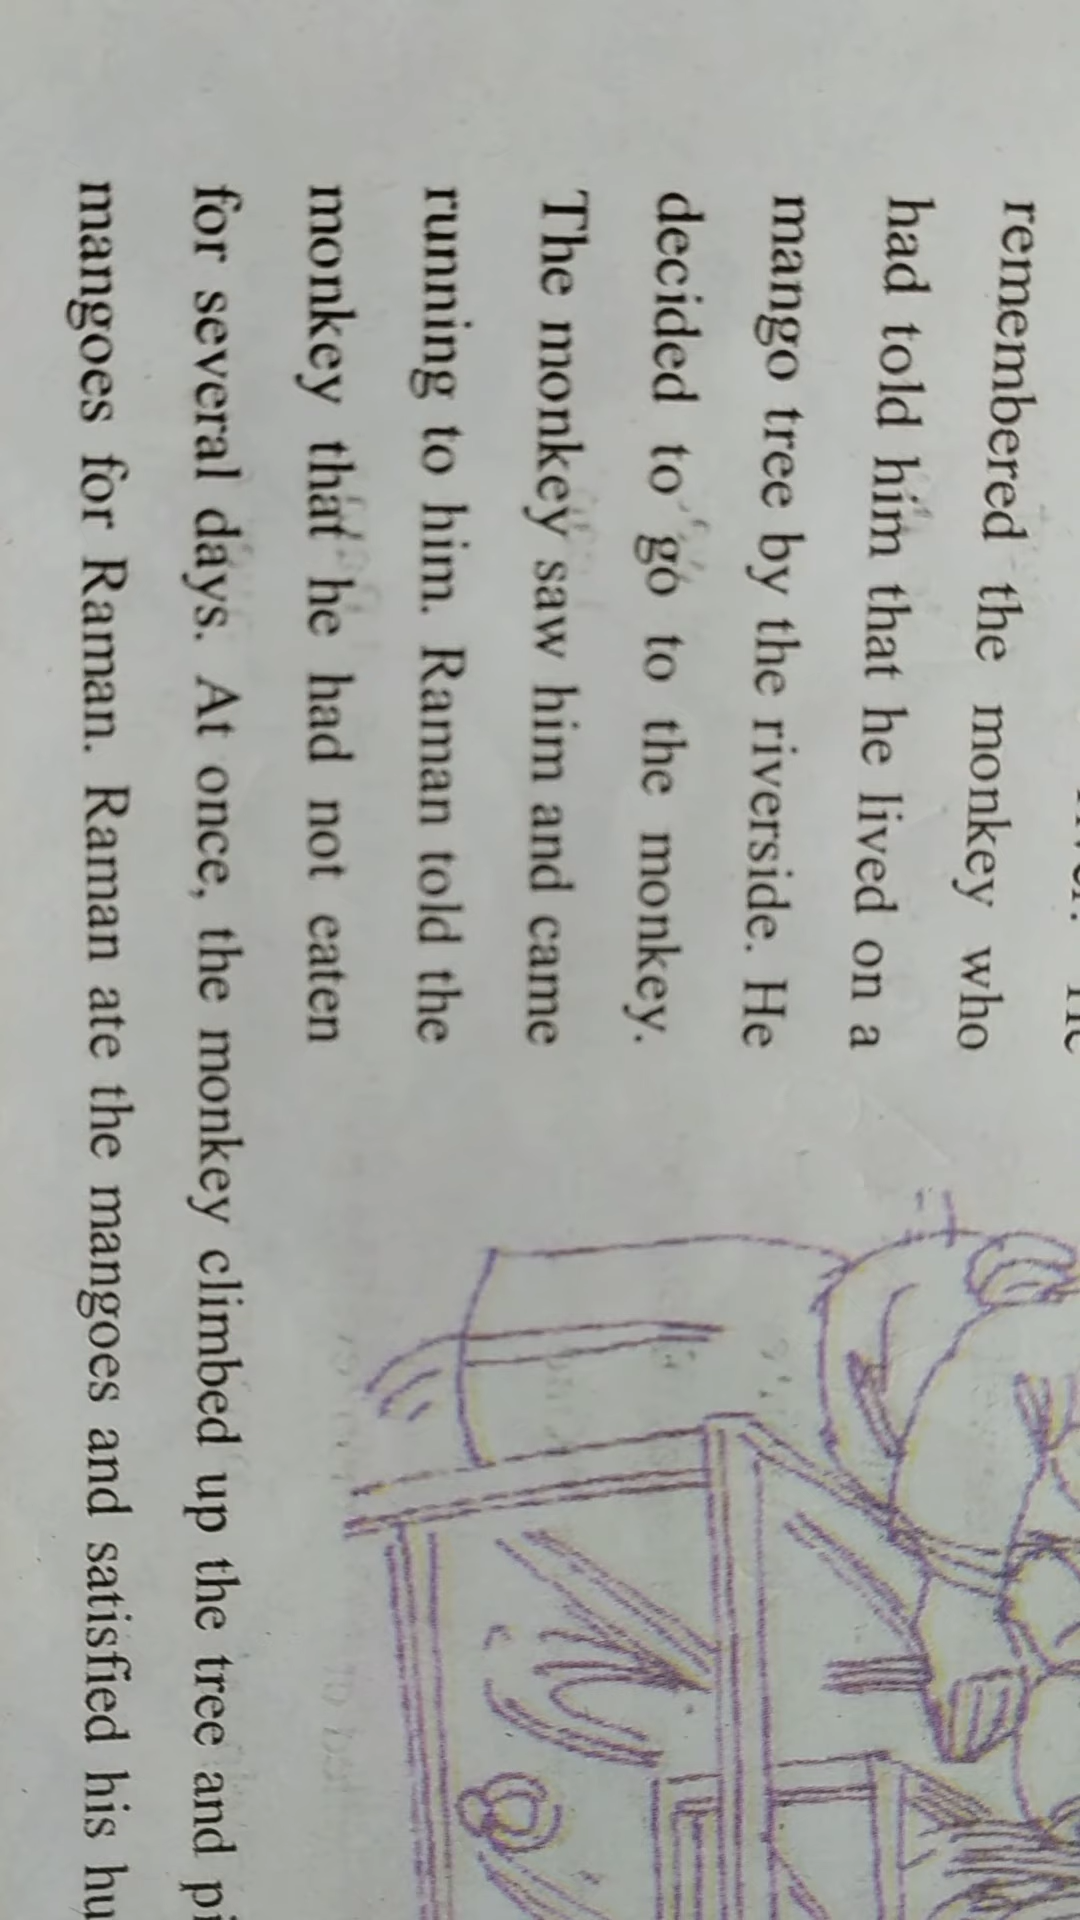 remembered the monkey who
had told him that he lived on a
mango tree by the riverside. He
decided to go to the monkey.
The monkey saw him and came
running to him. Raman told the
monkey that he had not eaten
for several days. At once, the monkey climbed up the tree and
mangoes for Raman. Raman ate the mangoes and satisfied his